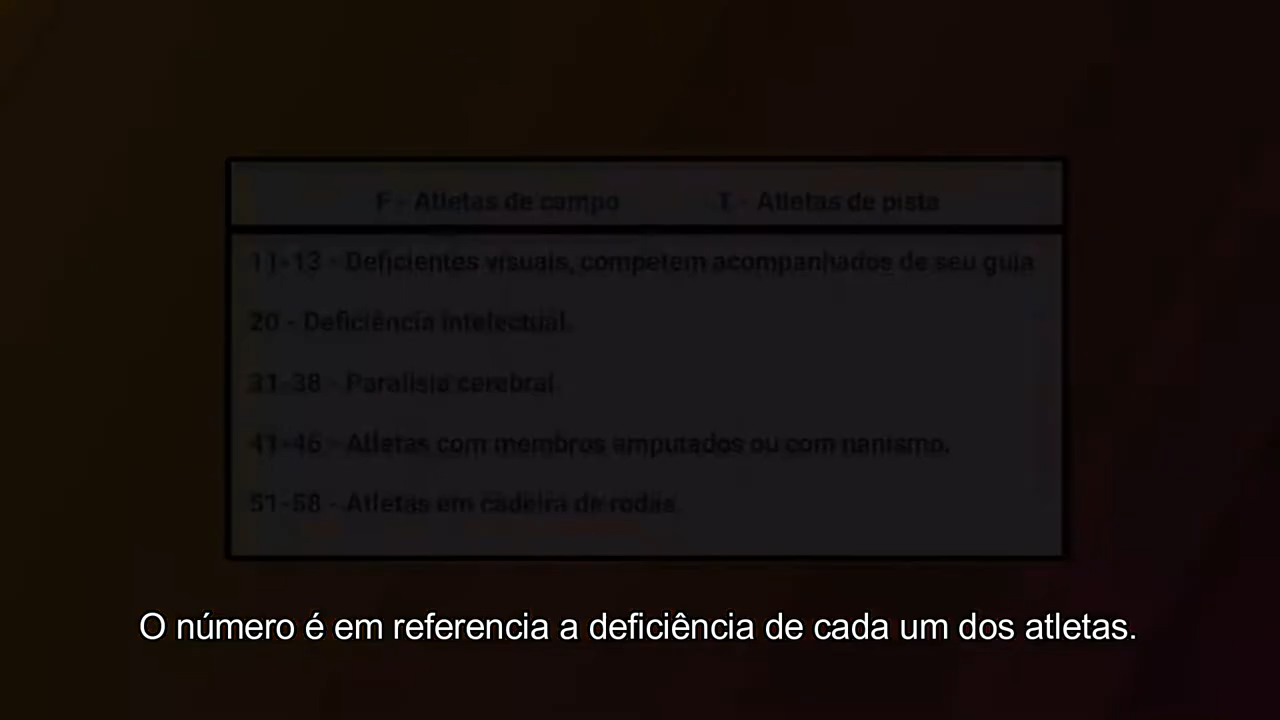 F - Atletas de campo T - Atletas de pista
11-13 - Deficientes visuais, competem acompanhados de seu guia
20 - Deficiência intelectual.
31-38 - Paralisia cerebral.
41-46 - Atletas com membros amputados ou com nanismo.
51-58 - Atletas em cadeira de rodas.
O número é em referencia a deficiência de cada um dos atletas.